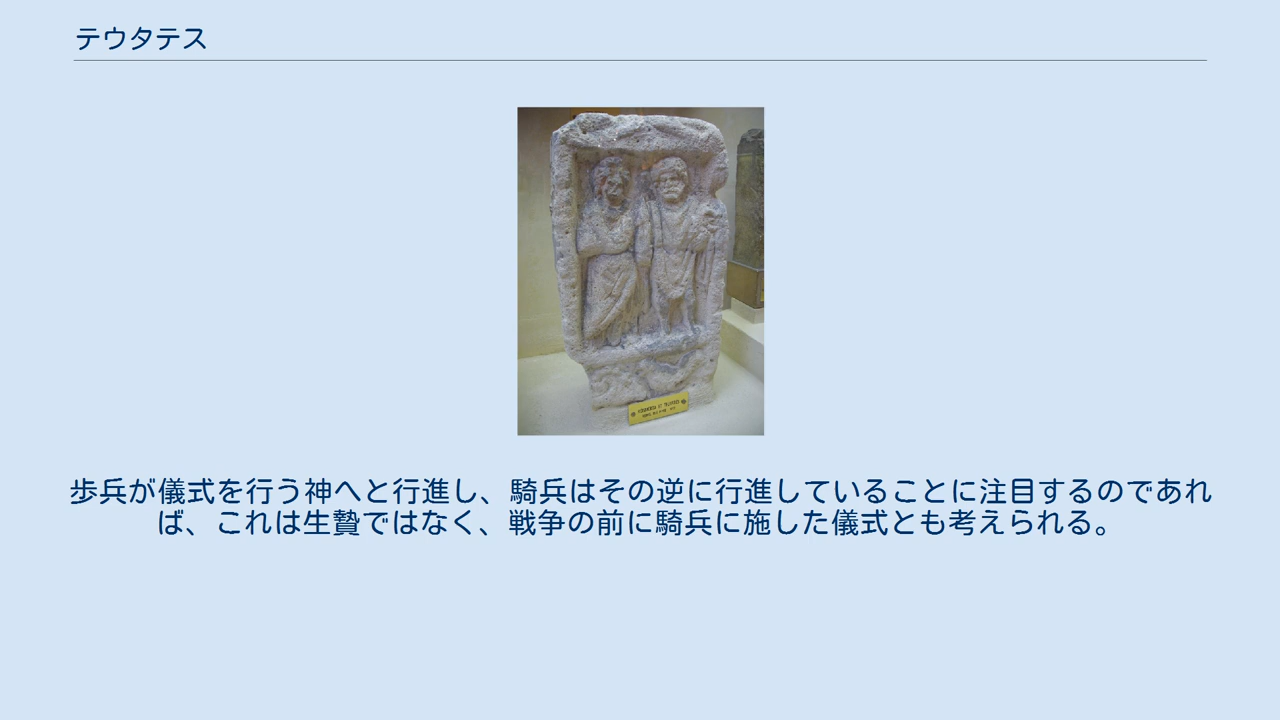 テウタテス
歩兵が儀式を行う神へと行進し、騎兵はその逆に行進していることに注目するのであれ
ば、これは生贄ではなく、戦争の前に騎兵に施した儀式とも考えられる。